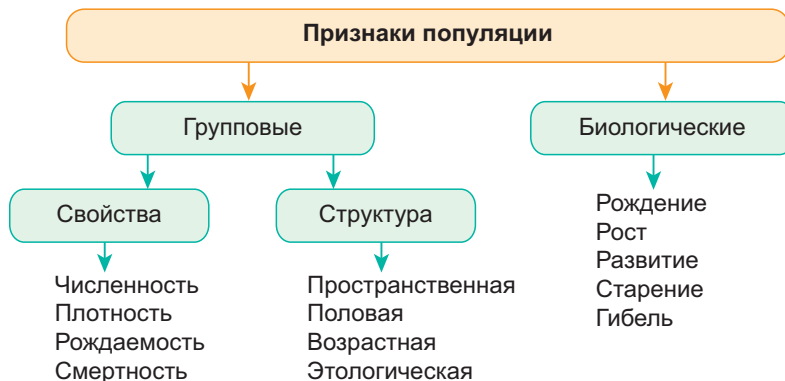 Признаки популяции
Групповые
Биологические
Свойства
Структура
Численность
Плотность
Рождаемость
Смертность
Пространственная
Половая
Возрастная
Этологическая
Рождение
Рост
Развитие
Старение
Гибель